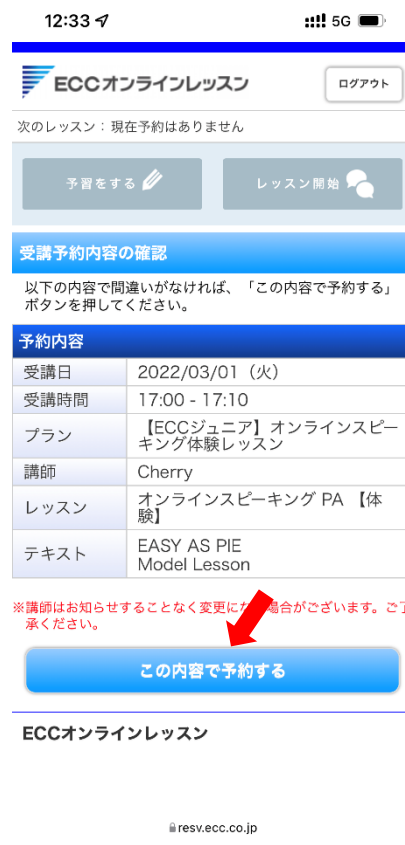 12:33
5G
ECCオンラインレッスン
ログアウト
次のレッスン：現在予約はありません
予習をする
レッスン開始
受講予約内容の確認
以下の内容で間違いがなければ、「この内容で予約する」
ボタンを押してください。
予約内容
受講日 2022/03/01（火）
受講時間 17:00 - 17:10
プラン 【ECCジュニア】オンラインスピー
キング体験レッスン
講師 Cherry
レッスン オンラインスピーキング PA 【体
験】
テキスト EASY AS PIE
Model Lesson
※講師はお知らせすることなく変更にな 場合がございます。ご
承ください。
この内容で予約する
ECCオンラインレッスン
resv.ecc.co.jp